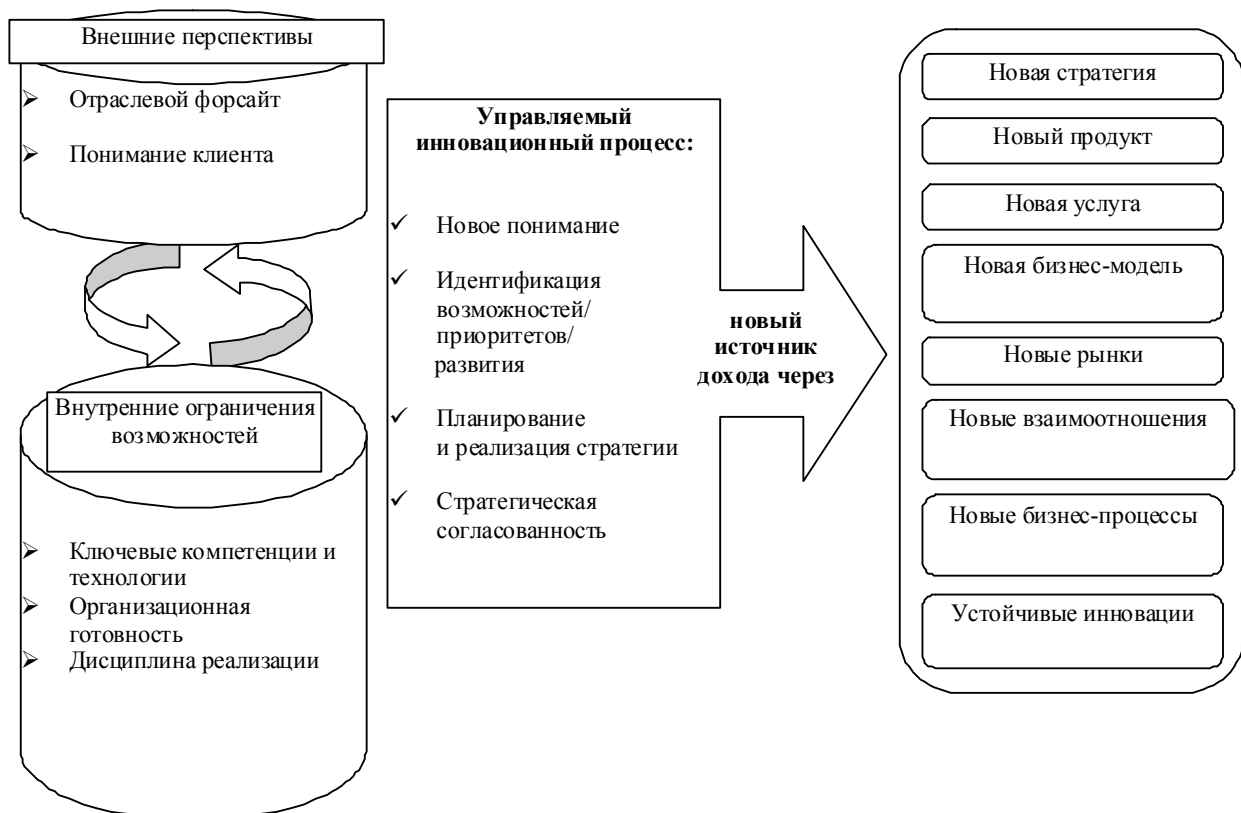 Внешние перспективы
Отраслевой форсайт
Понимание клиента
Внутренние ограничения
возможностей
Ключевые компетенции и
технологии
Организационная
готовность
Дисциплина реализации
Управляемый
инновационный процесс:
Новое понимание
Идентификация
возможностей/
приоритетов/
развития
Планирование
и реализация стратегии
Стратегическая
согласованность
новый
источник
дохода через
Новая стратегия
Новый продукт
Новая услуга
Новая бизнес-модель
Новые рынки
Новые взаимоотношения
Новые бизнес-процессы
Устойчивые инновации